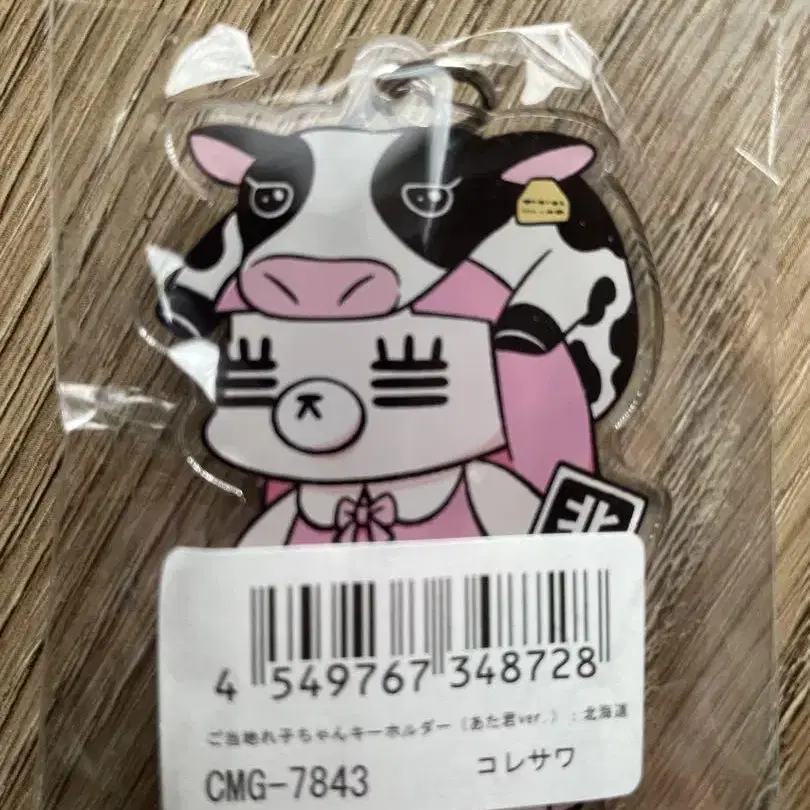 北
4 549767 348728
ご当地れ子ちゃんキーホルダー（あた君ver.）：北海道
CMG-7843 コレサワ